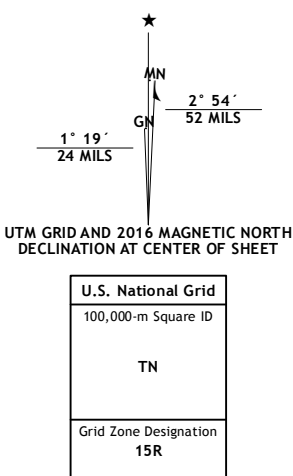 ★
MN
GN
2° 54´
52 MILS
1° 19´
24 MILS
UTM GRID AND 2016 MAGNETIC NORTH
DECLINATION AT CENTER OF SHEET
U.S. National Grid
100,000-m Square ID
TN
Grid Zone Designation
15R